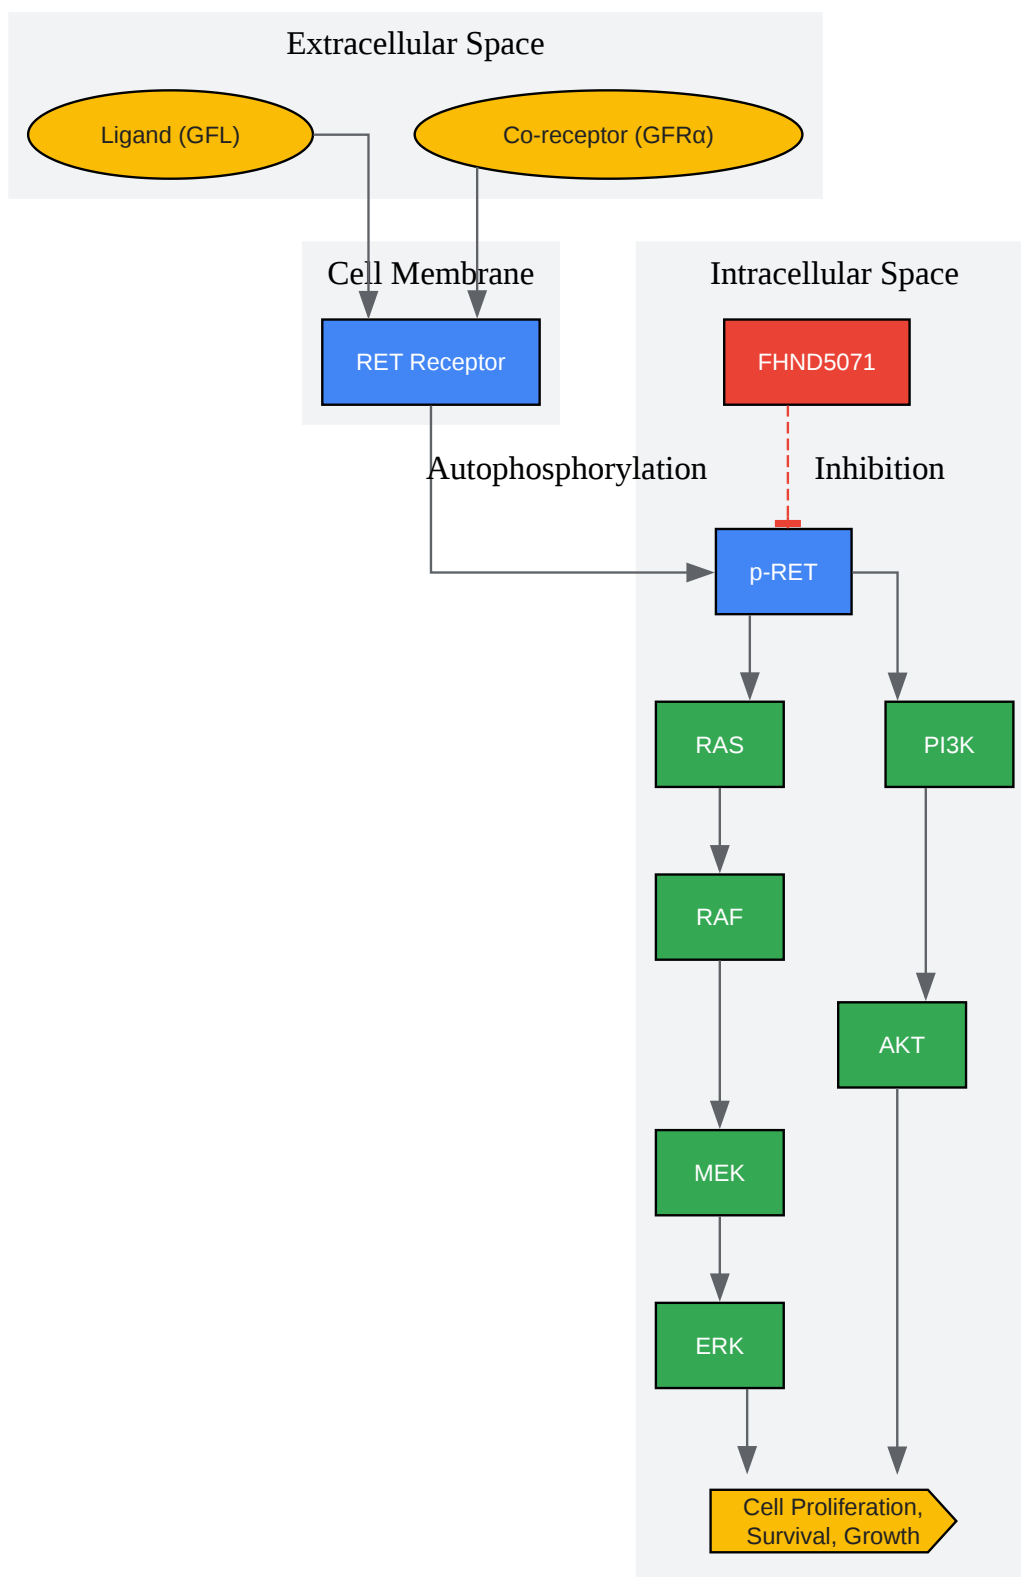 Extracellular Space
Ligand (GFL)
Co-receptor (GFRα)
Cell Membrane
Intracellular Space
RET Receptor
FHND5071
Autophosphorylation
Inhibition
p-RET
RAS
PI3K
RAF
AKT
MEK
ERK
Cell Proliferation,
Survival, Growth